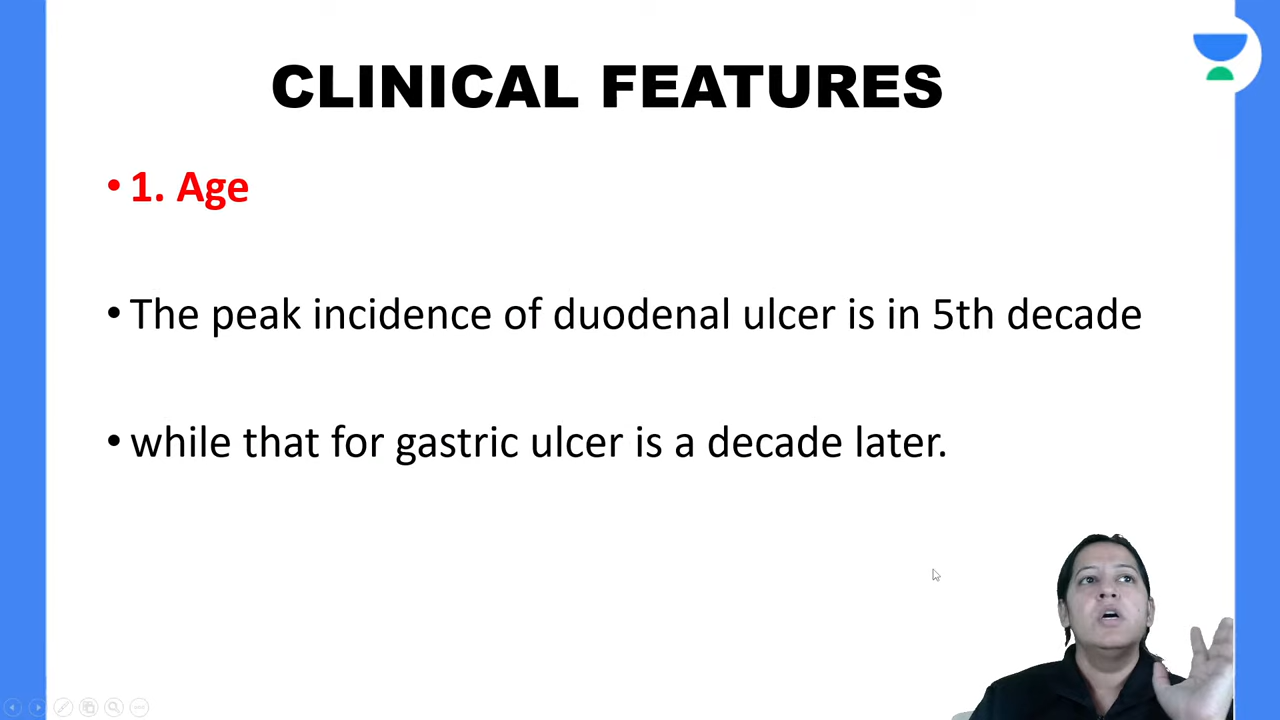 CLINICAL FEATURES
• 1. Age
• The peak incidence of duodenal ulcer is in 5th decade
• while that for gastric ulcer is a decade later.